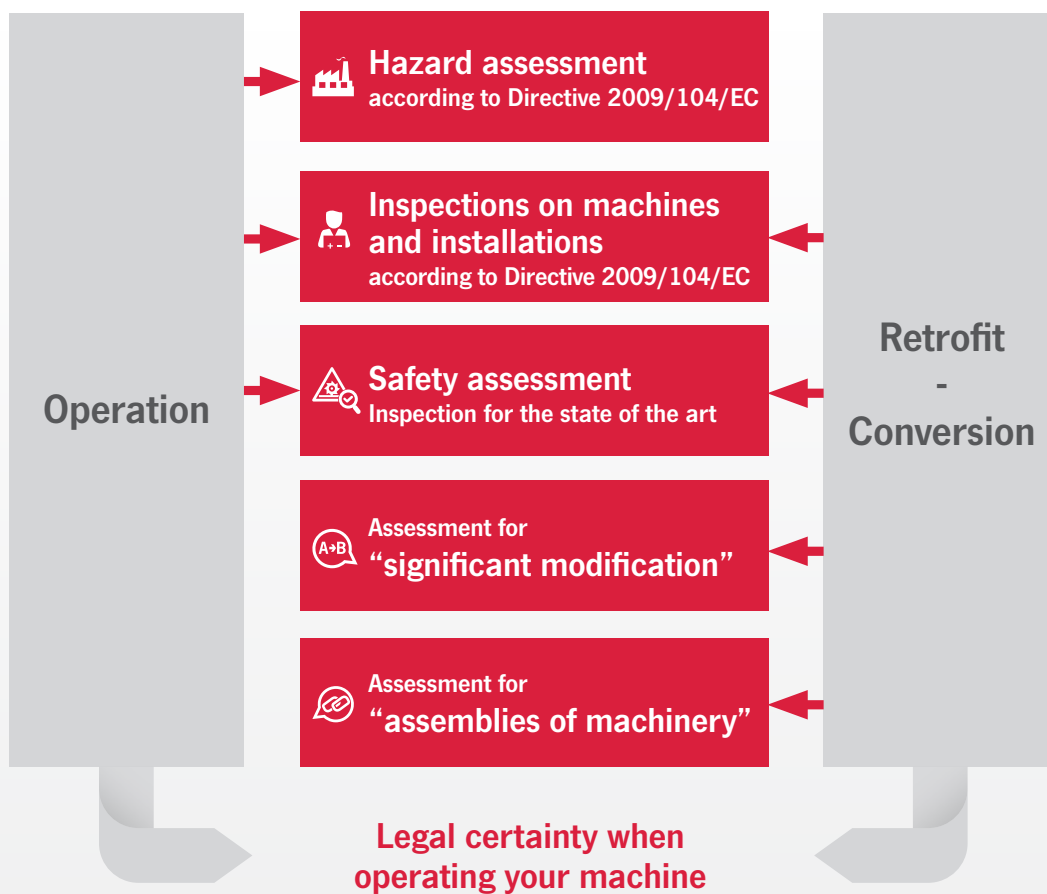 Operation
Hazard assessment
according to Directive 2009/104/EC
Inspections on machines
and installations
according to Directive 2009/104/EC
Safety assessment
Inspection for the state of the art
A→B
Assessment for
“significant modification”
Assessment for
“assemblies of machinery”
Retrofit
-
Conversion
Legal certainty when
operating your machine